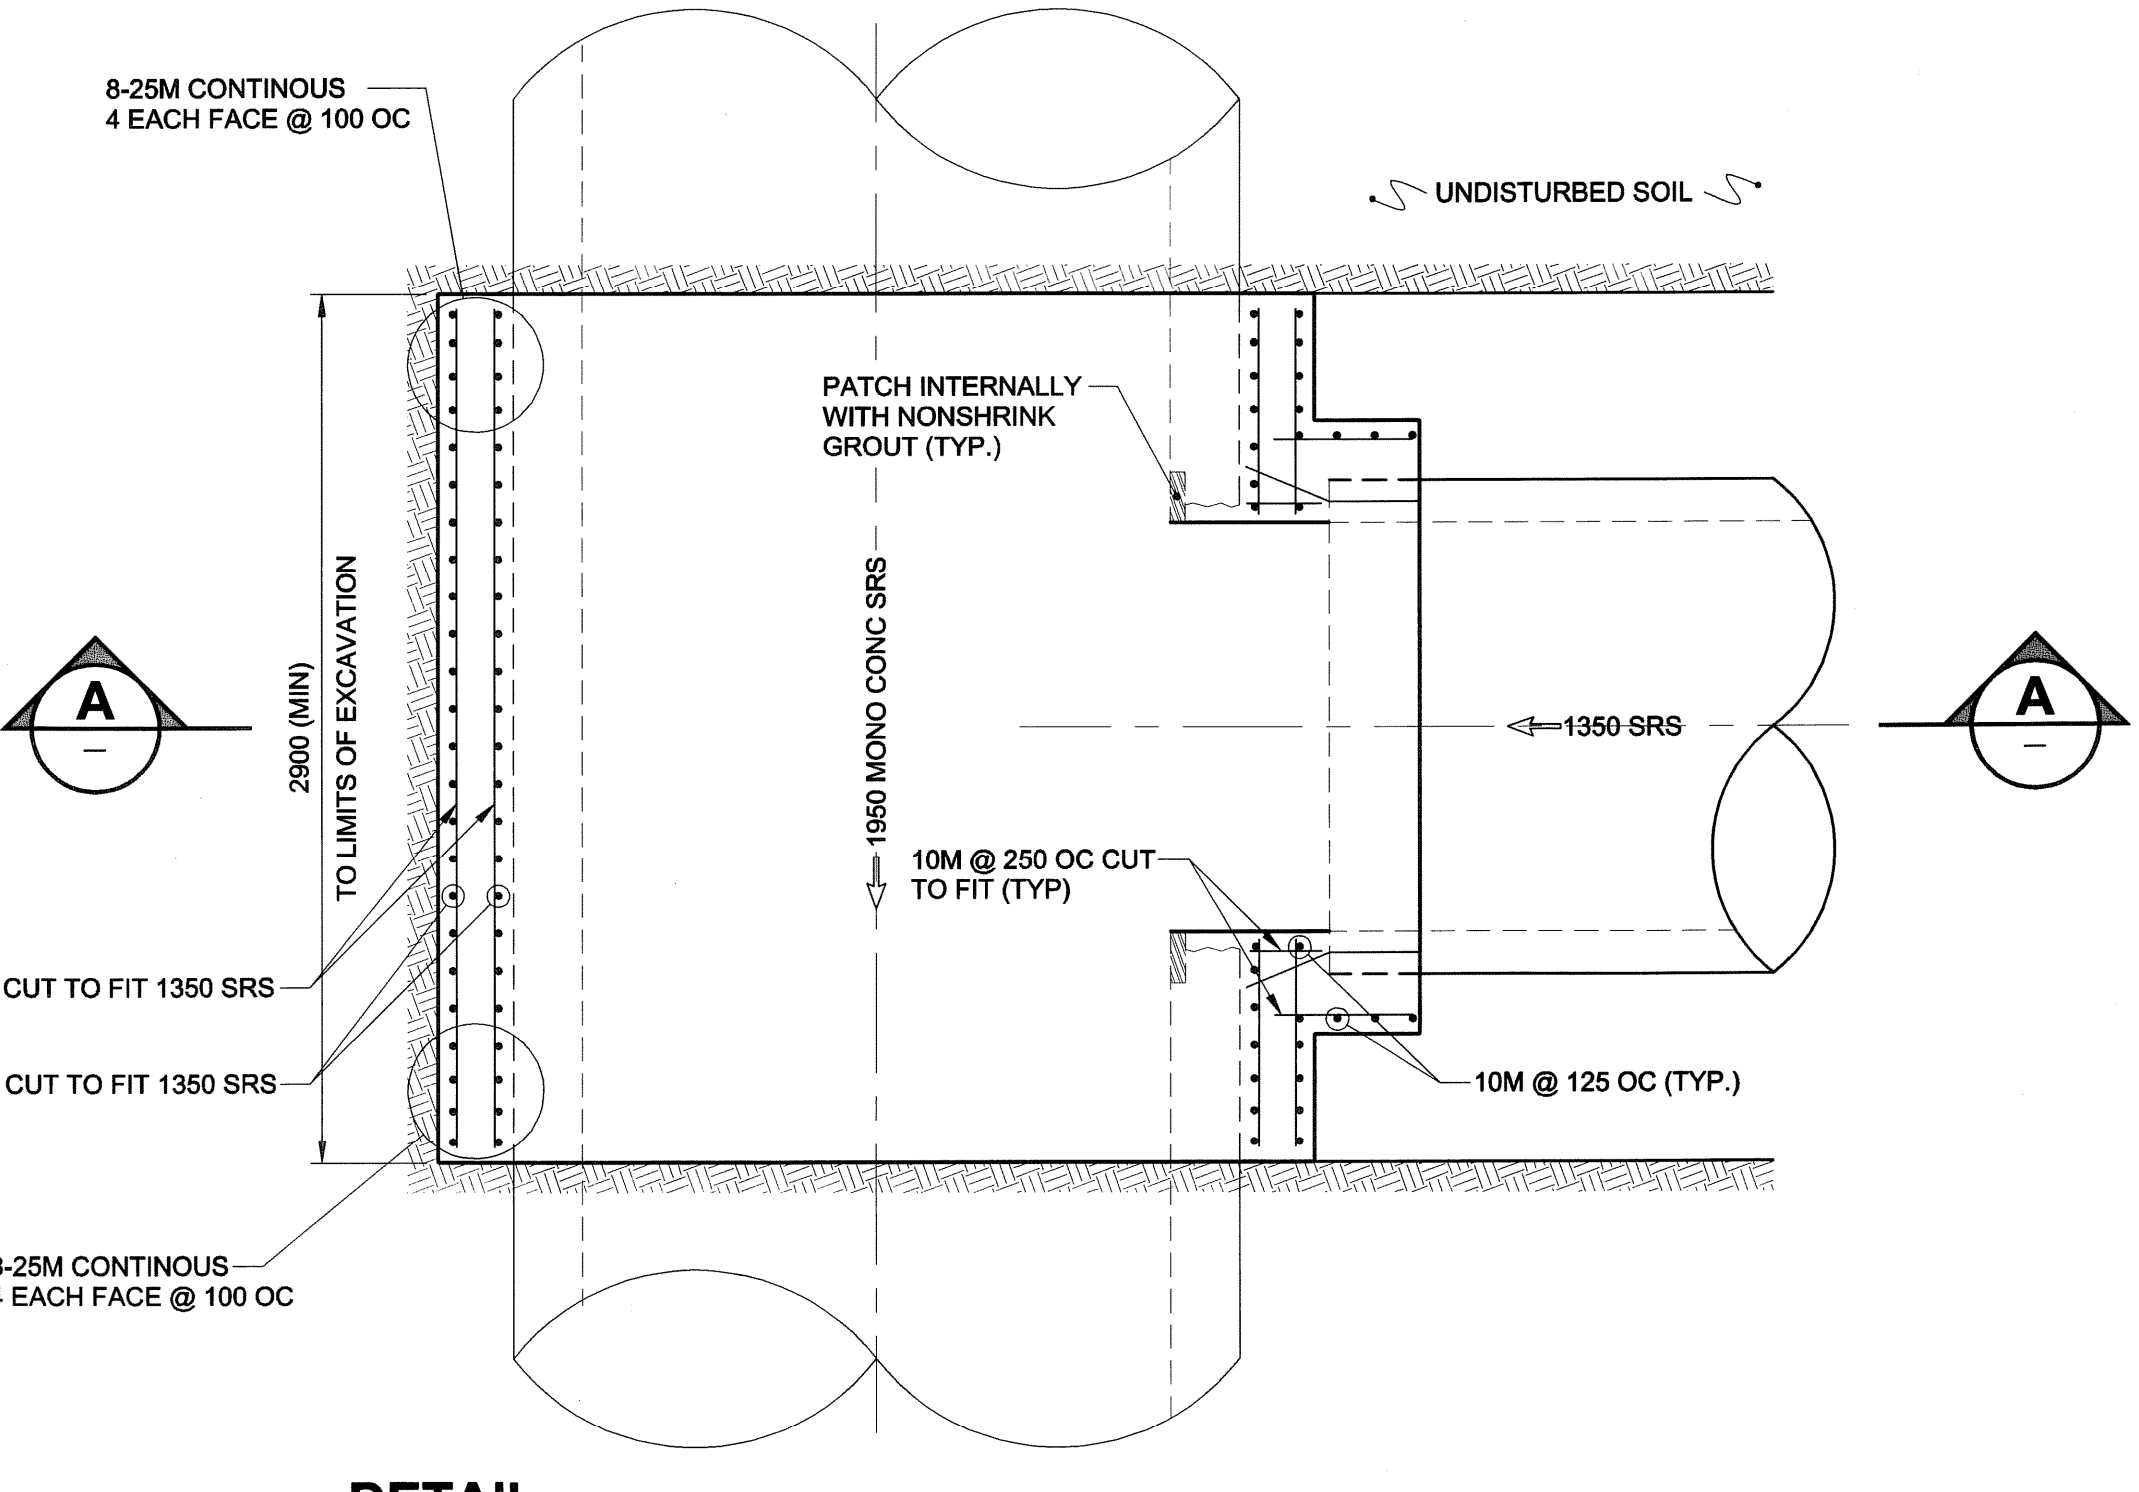 8-25M CONTINOUS
4 EACH FACE @ 100 OC
UNDISTURBED SOIL
PATCH INTERNALLY
WITH NONSHRINK
GROUT (TYP.)
2900 (MIN)
TO LIMITS OF EXCAVATION
1950 MONO CONC SRS
A
–
1350 SRS
A
–
10M @ 250 OC CUT
TO FIT (TYP)
CUT TO FIT 1350 SRS
CUT TO FIT 1350 SRS
10M @ 125 OC (TYP.)
-25M CONTINOUS
EACH FACE @ 100 OC
DETAIL